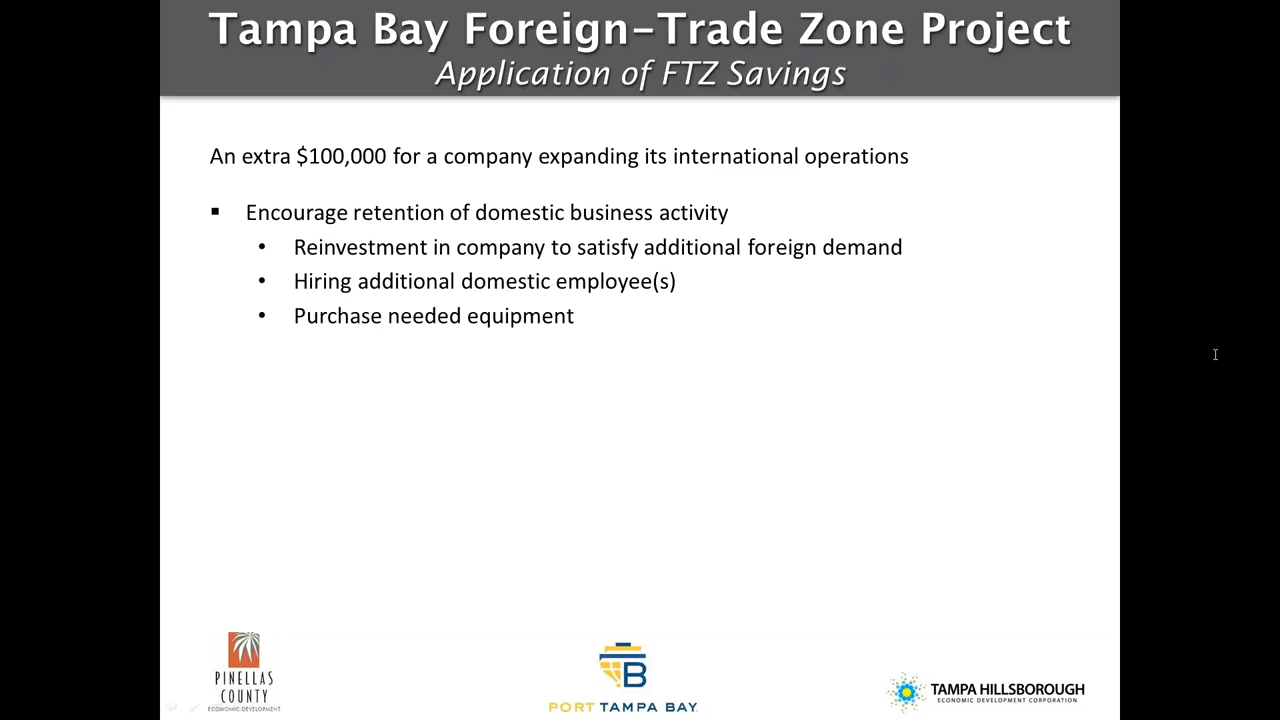 Tampa Bay Foreign-Trade Zone Project
Application of FTZ Savings
An extra $100,000 for a company expanding its international operations
▪ Encourage retention of domestic business activity
• Reinvestment in company to satisfy additional foreign demand
• Hiring additional domestic employee(s)
• Purchase needed equipment
PINELLAS
COUNTY
ECONOMIC DEVELOPMENT
B
PORT TAMPA BAY
TAMPA HILLSBOROUGH
ECONOMIC DEVELOPMENT CORPORATION